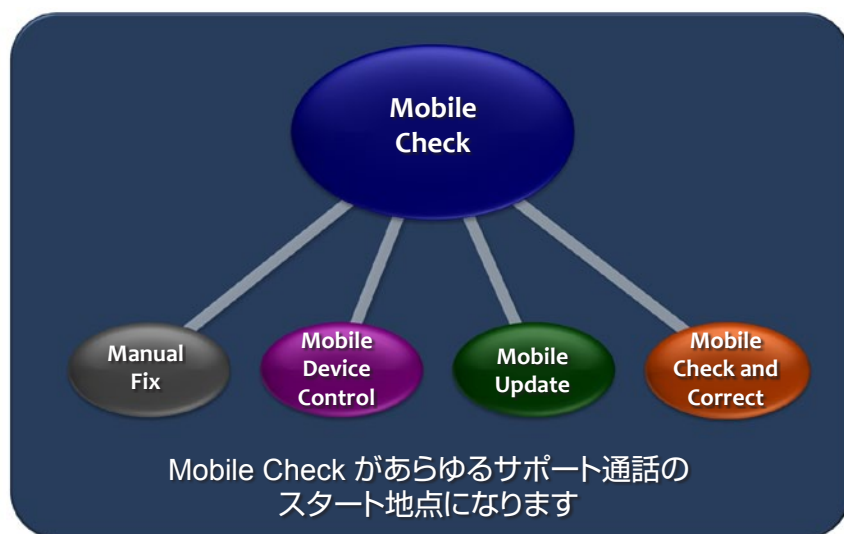 Mobile
Check
Manual
Fix
Mobile
Device
Control
Mobile
Update
Mobile
Check and
Correct
Mobile Check があらゆるサポート通話の
スタート地点になります